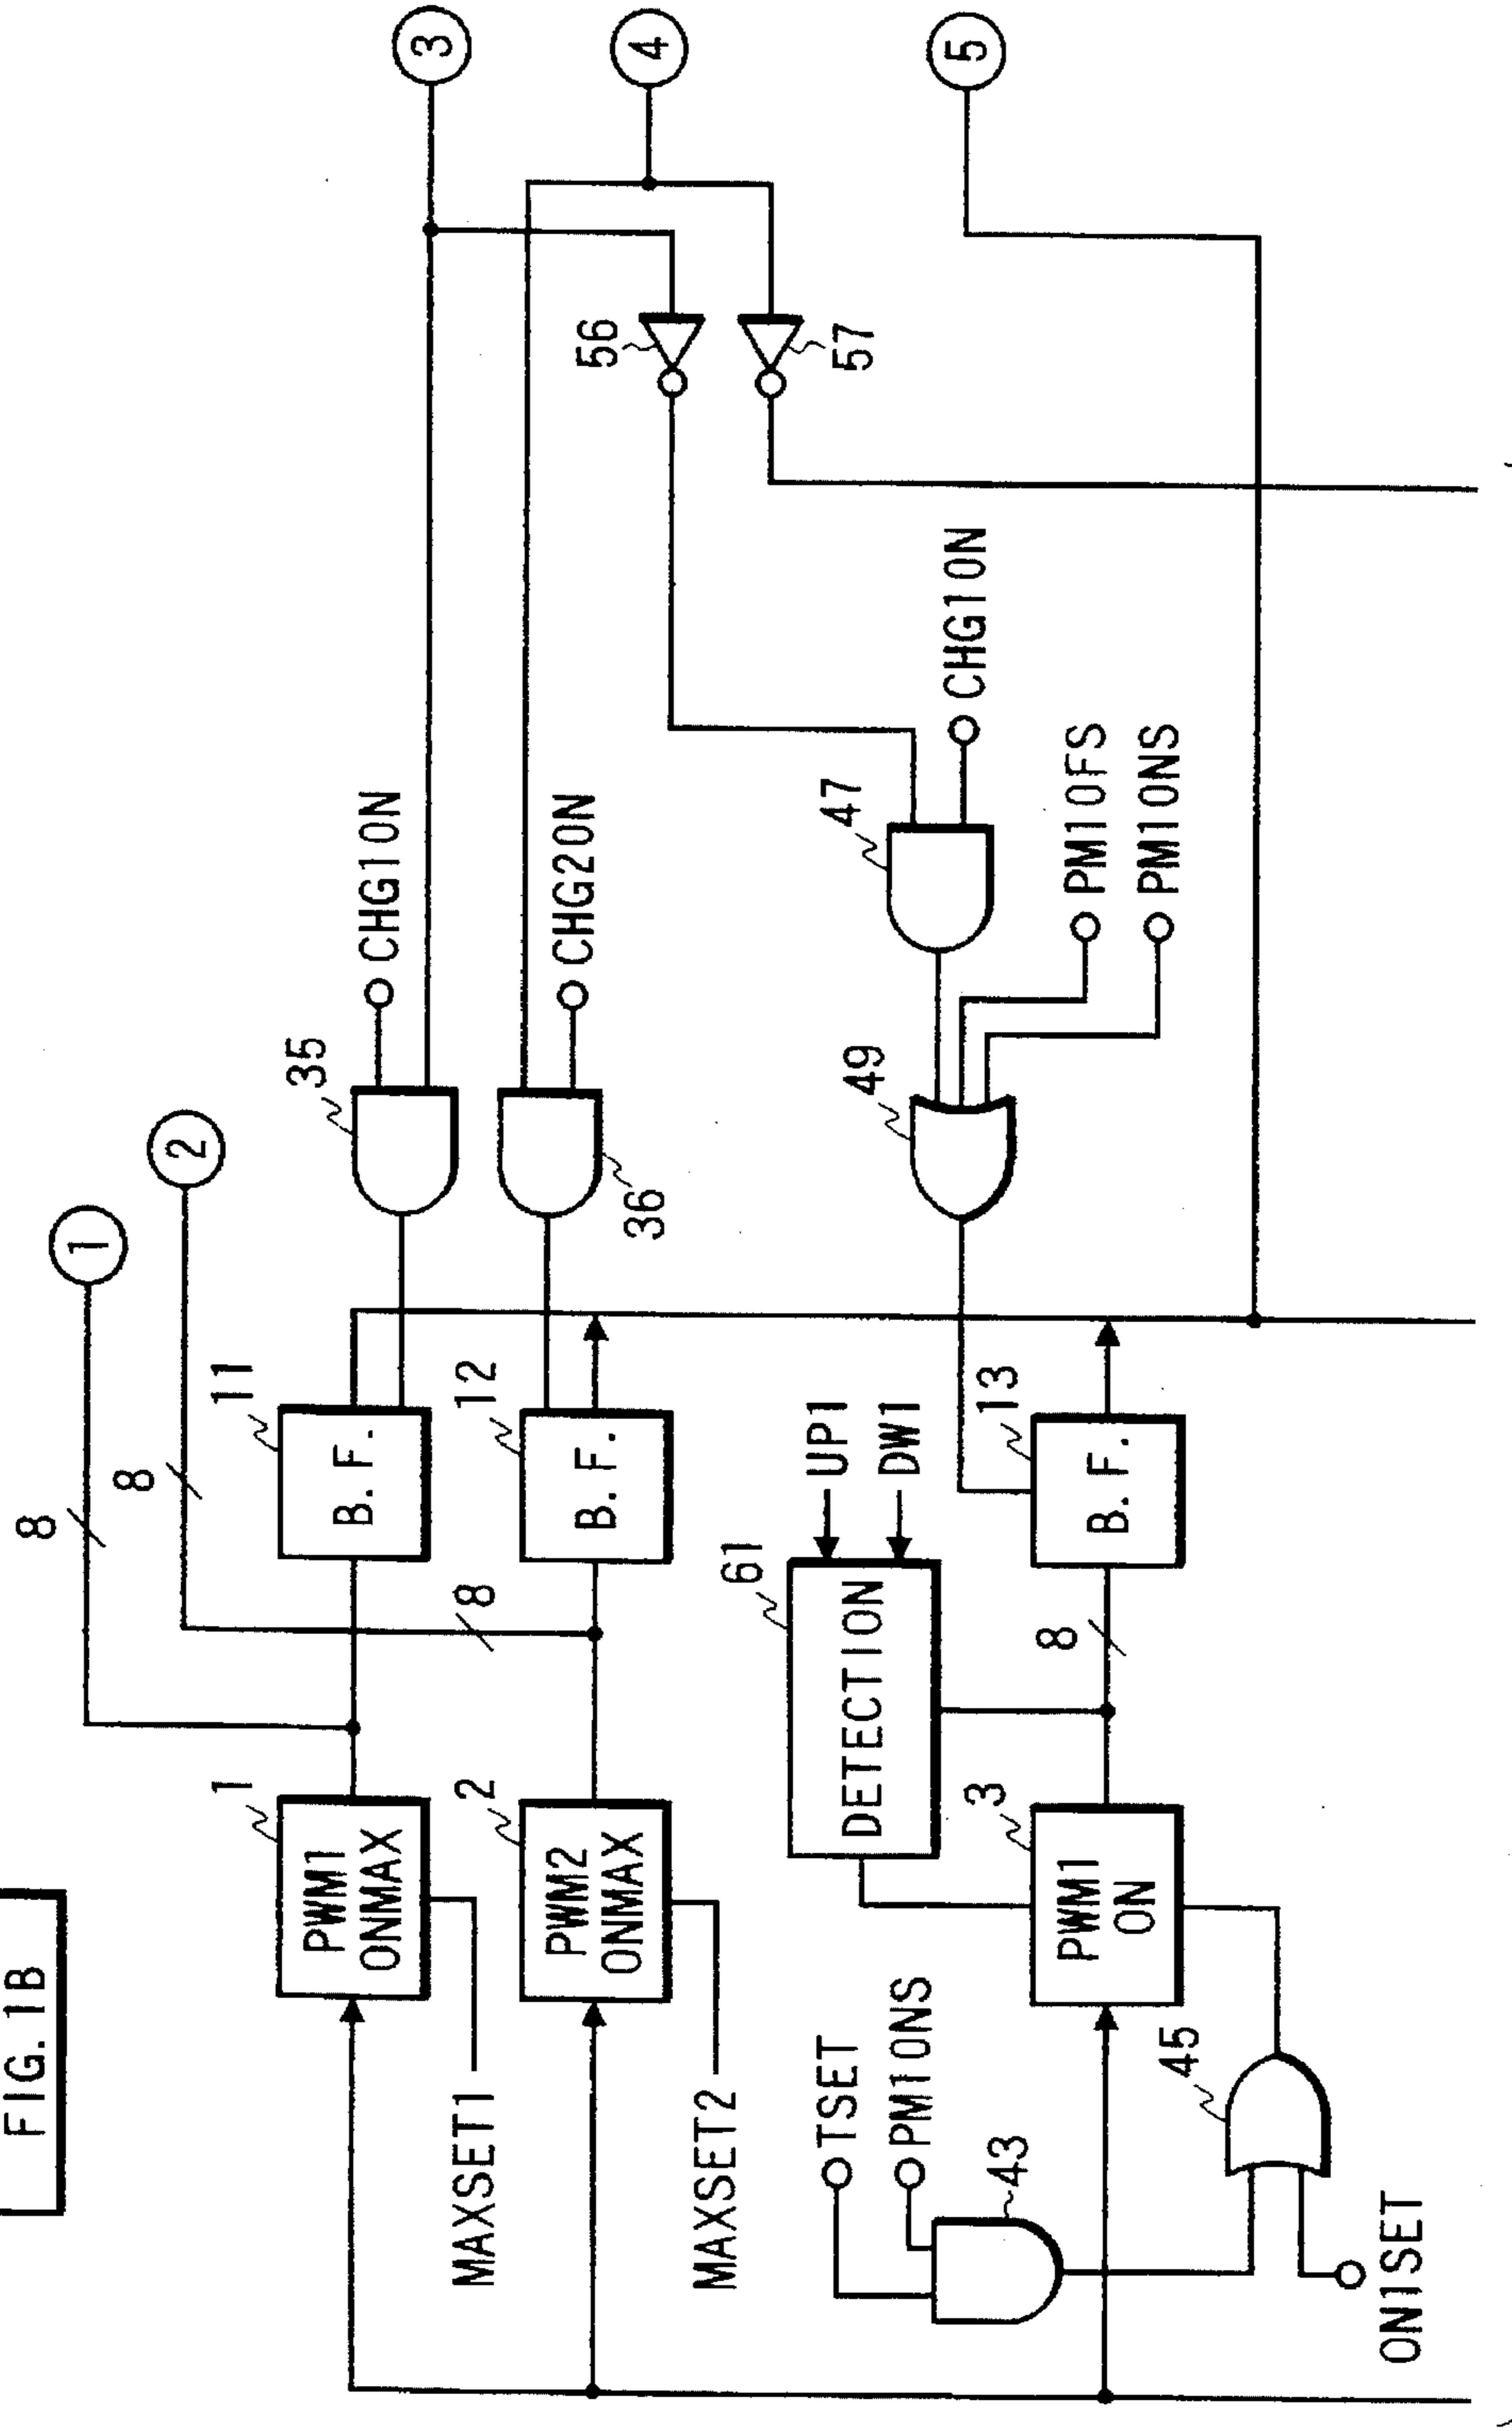 FIG.1B
1
8
2
8
1
PWM1
ONMAX
MAXSET1
11
B.F.
35
CHG1ON
3
2
PWM2
ONMAX
MAXSET2
8
12
B.F.
36
CHG2ON
4
56
57
61
DETECTION
UP1
DW1
TSET
PM1ONS
43
3
PWM1
ON
8
13
B.F.
49
47
CHG1ON
PM1OFS
PM1ONS
5
45
ON1SET